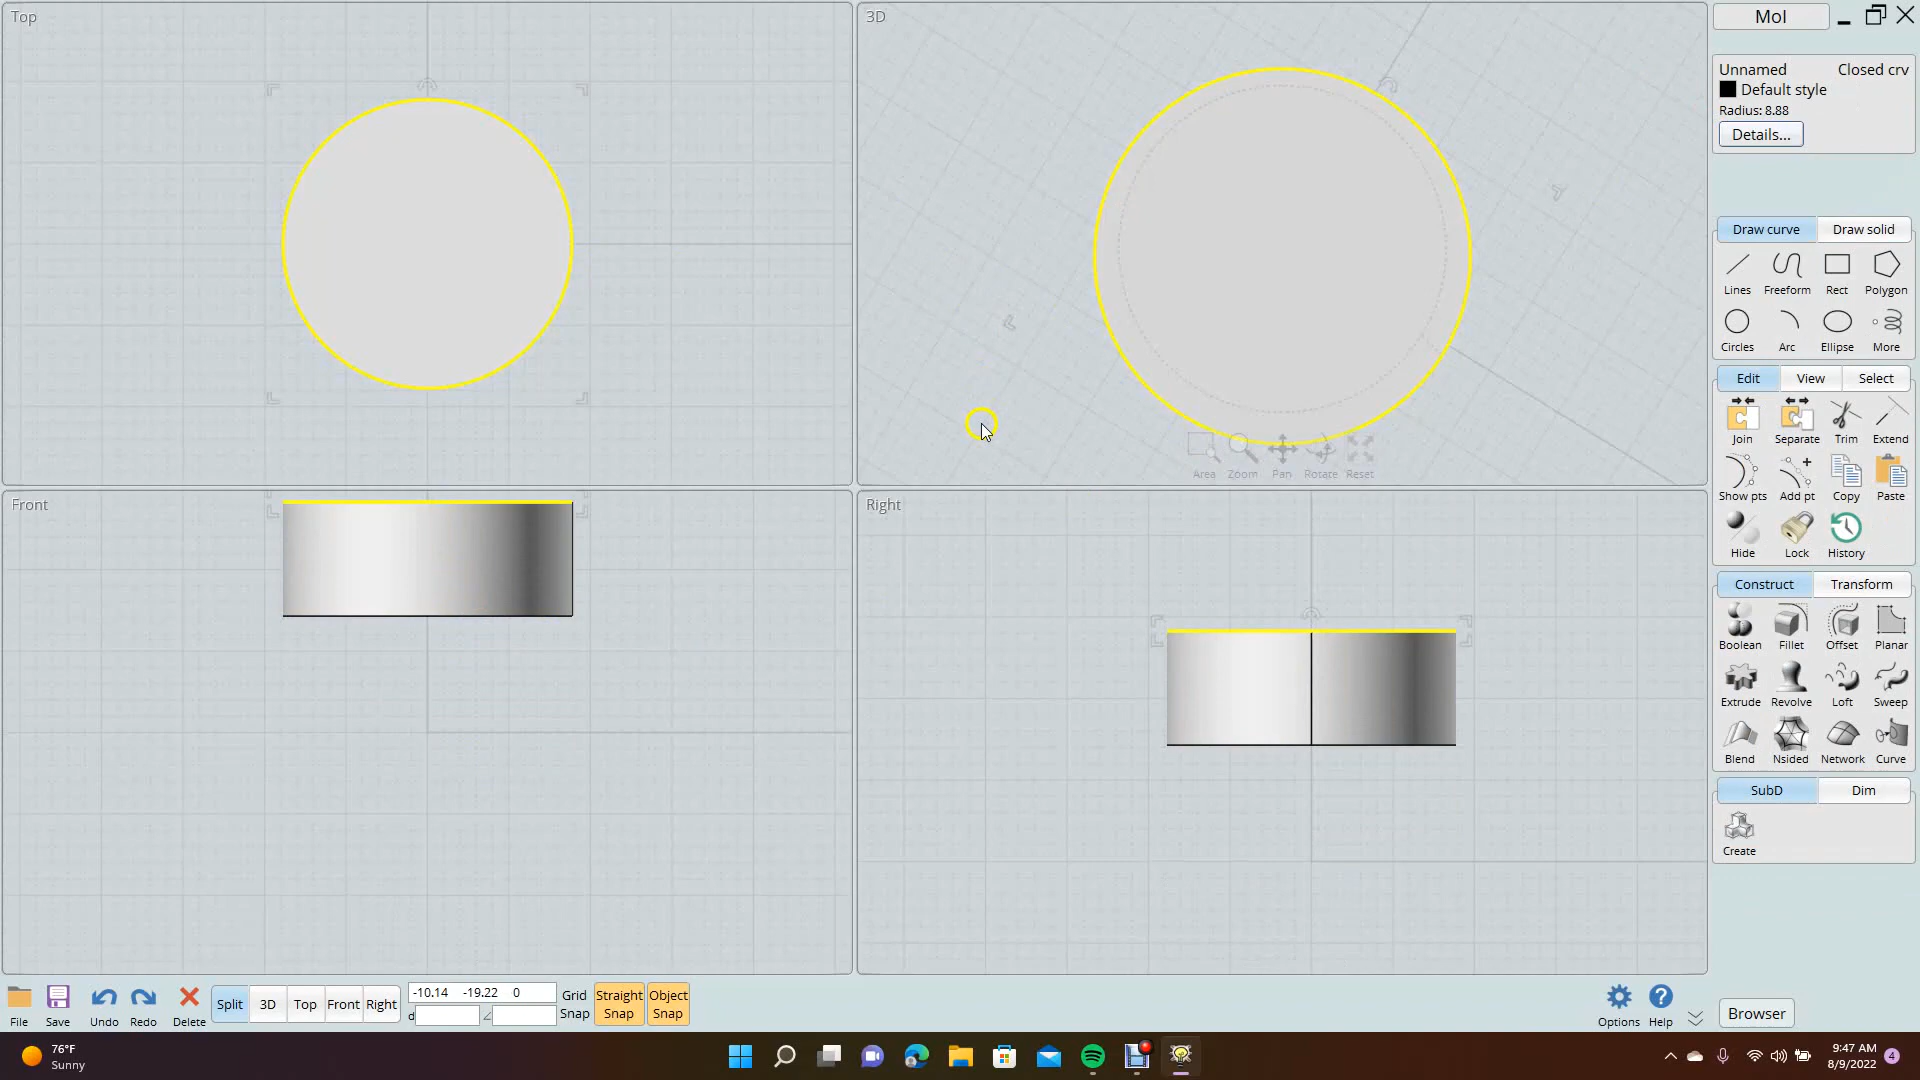 Top
3D
MoI
Unnamed Closed crv
Default style
Radius: 8.88
Details...
Draw curve Draw solid
Lines Freeform Rect Polygon
Circles Arc Ellipse More
Edit View Select
Join Separate Trim Extend
Area Zoom Pan Rotate Reset
Show pts Add pt Copy Paste
Front
Right
Hide Lock History
Construct Transform
Boolean Fillet Offset Planar
Extrude Revolve Loft Sweep
Blend Nsided Network Curve
SubD Dim
Create
File Save Undo Redo Delete
Split 3D Top Front Right
-10.14 -19.22 0
d
Grid Snap
Straight Snap
Object Snap
Options Help
Browser
76°F
Sunny
9:47 AM
8/9/2022
4